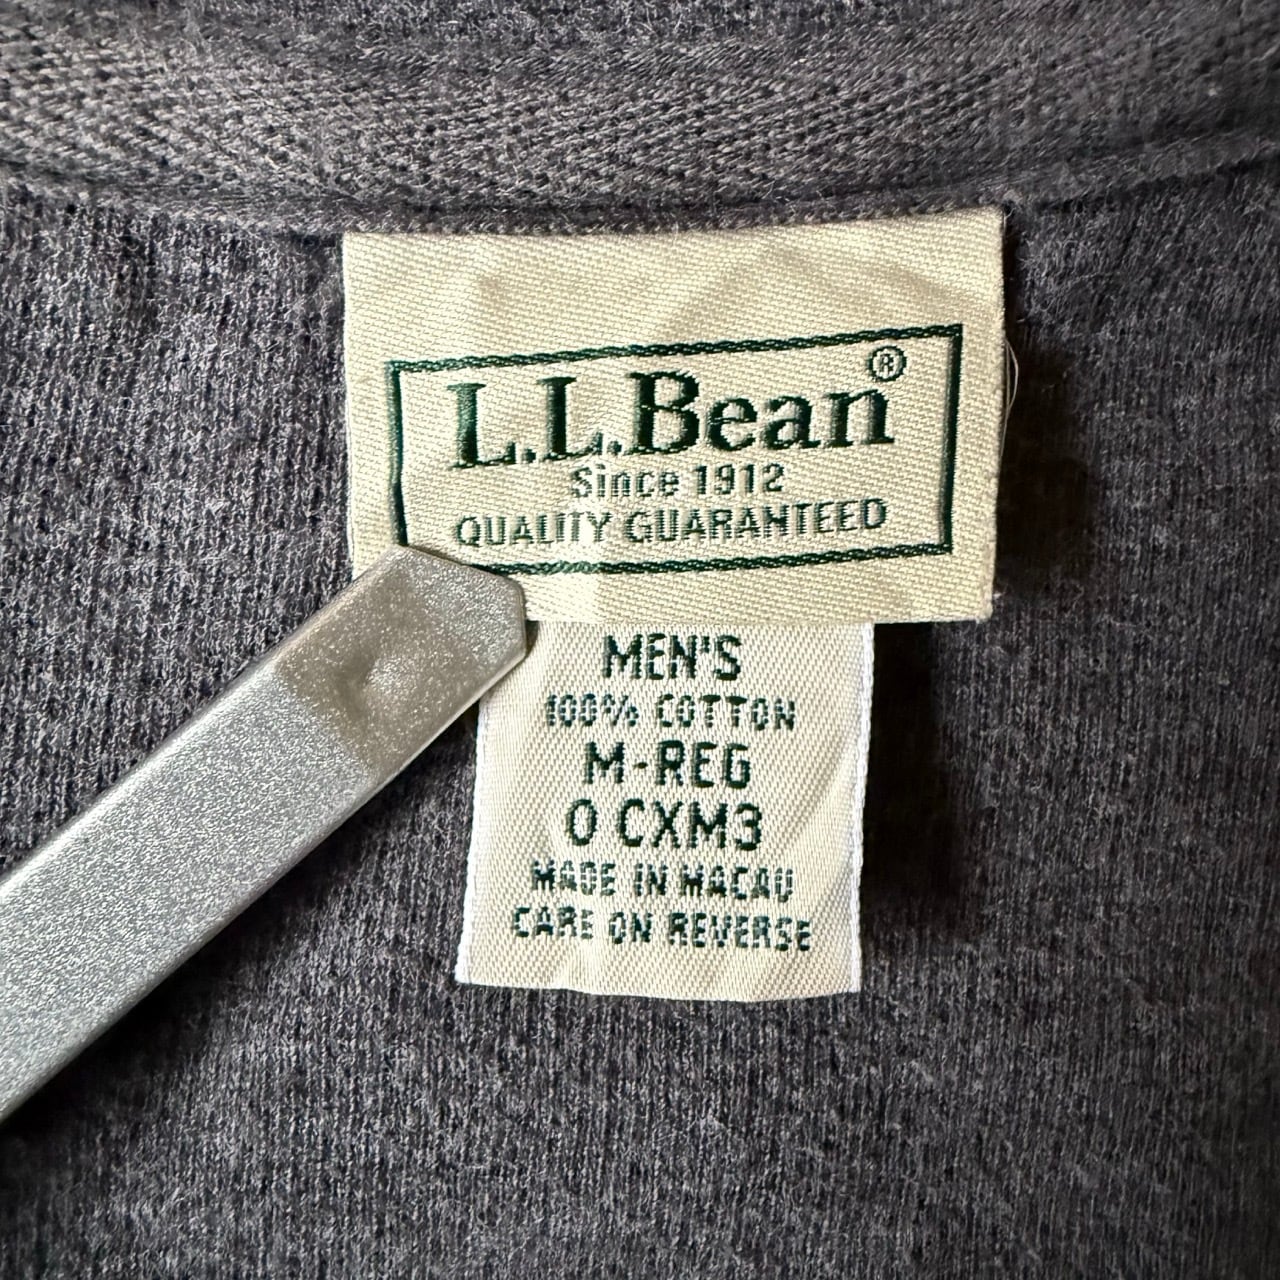 L.L.Bean®
Since 1912
QUALITY GUARANTEED
MEN'S
100% COTTON
M-REG
0 CXM3
MADE IN MACAU
CARE ON REVERSE